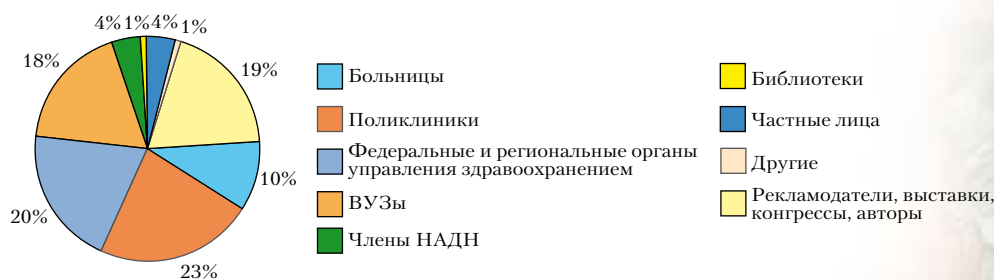 4% 1% 4% 1%
18%
19%
10%
20%
23%
Больницы
Поликлиники
Федеральные и региональные органы
управления здравоохранением
ВУЗы
Члены НАДН
Библиотеки
Частные лица
Другие
Рекламодатели, выставки,
конгрессы, авторы